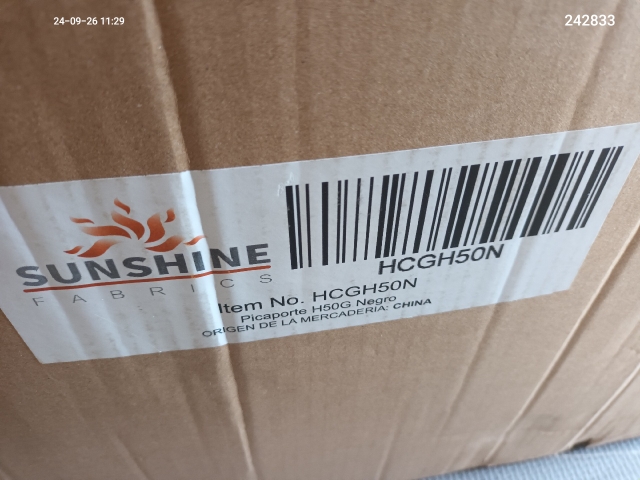 24-09-26 11:29
242833
SUNSHINE
FABRICS
HCGH50N
Item No. HCGH50N
Picaporte H50G Negro
ORIGEN DE LA MERCADERIA: CHINA